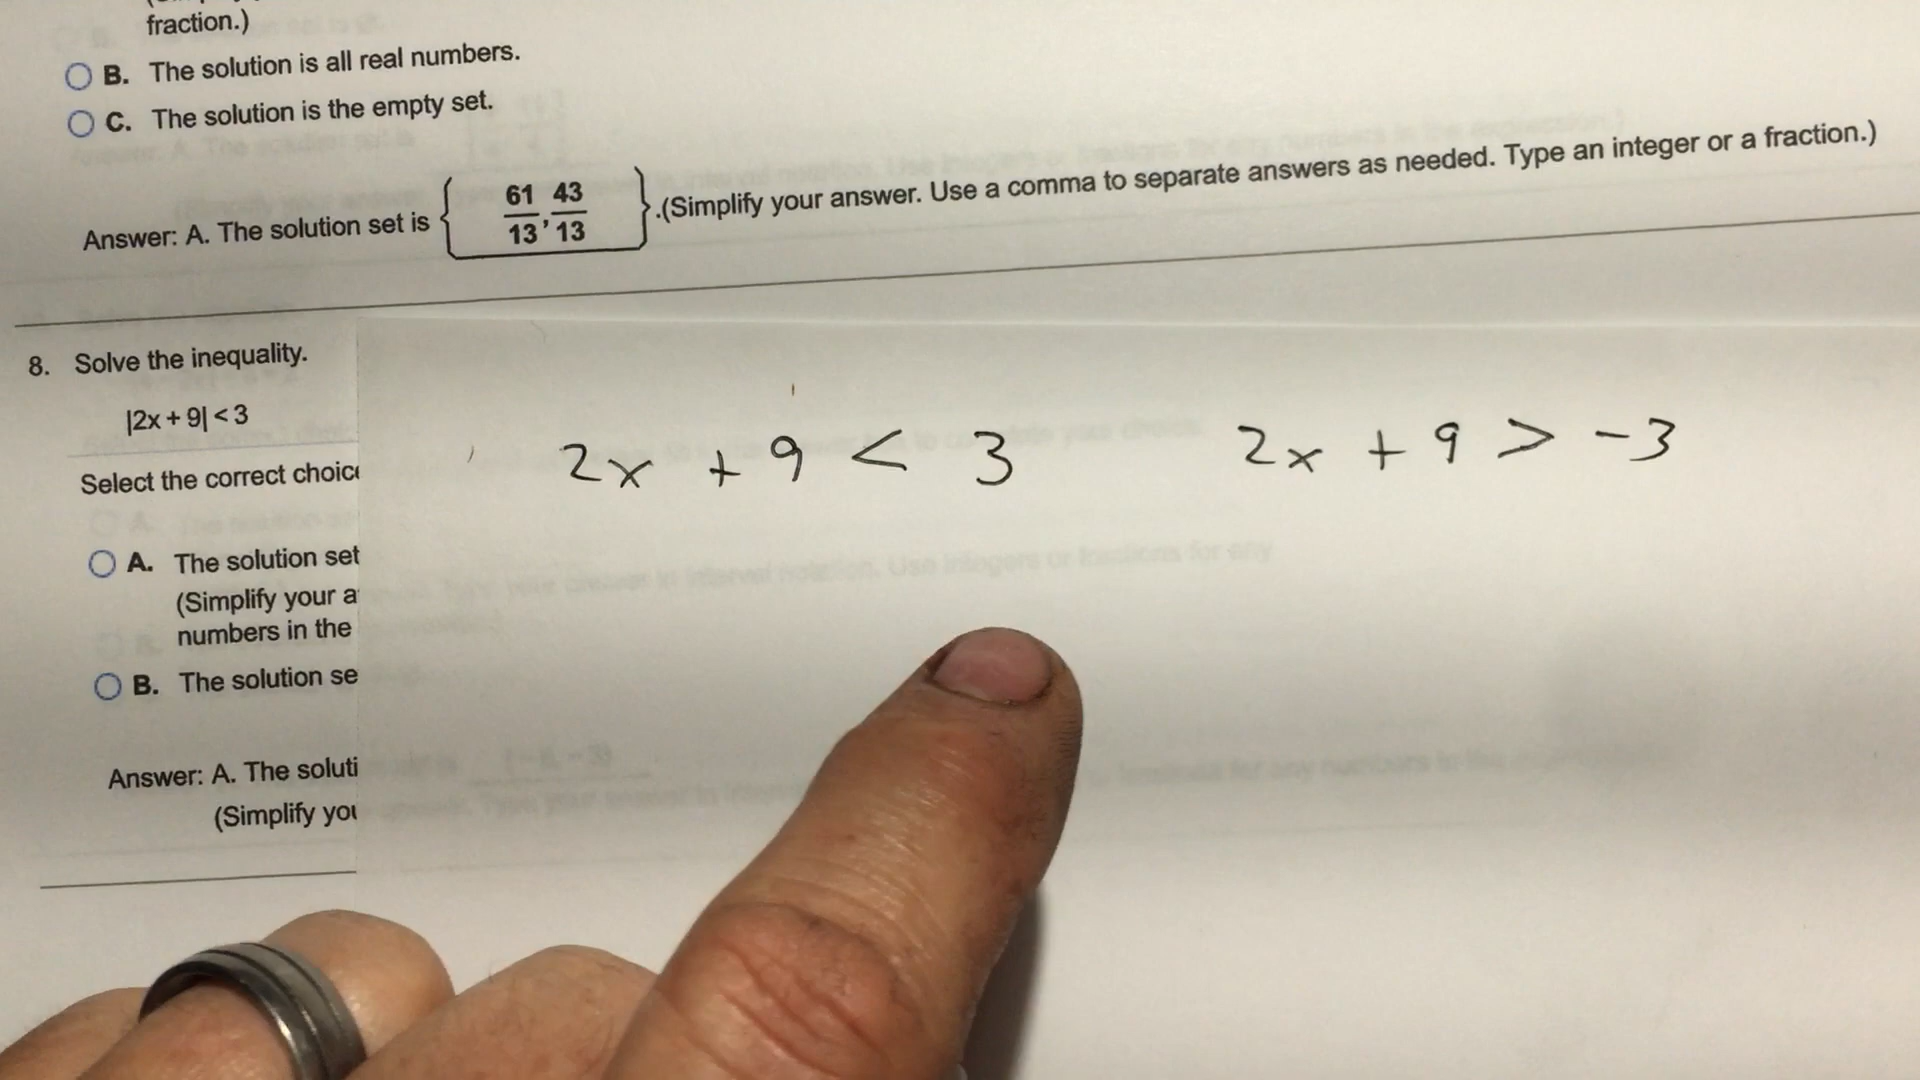 fraction.)
B. The solution is all real numbers.
C. The solution is the empty set.
Answer: A. The solution set is { 61/13, 43/13 }.(Simplify your answer. Use a comma to separate answers as needed. Type an integer or a fraction.)
8. Solve the inequality.
|2x + 9| < 3
2x + 9 < 3 2x + 9 > -3
Select the correct choic
A. The solution set
(Simplify your a
numbers in the
B. The solution se
Answer: A. The soluti
(Simplify you